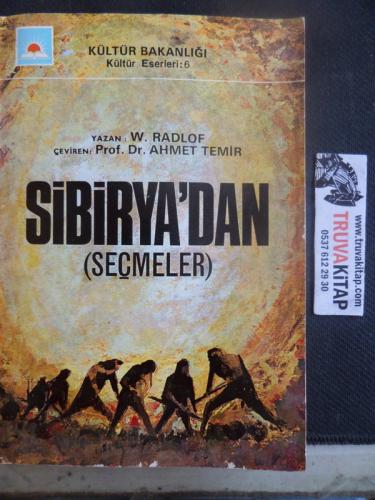 KÜLTÜR BAKANLIĞI
Kültür Eserleri:6
YAZAN: W. RADLOF
ÇEVİREN: Prof. Dr. AHMET TEMİR
SİBİRYA'DAN
(SEÇMELER)
www.truvakitap.com
TRUVAKİTAP
0537 612 29 30